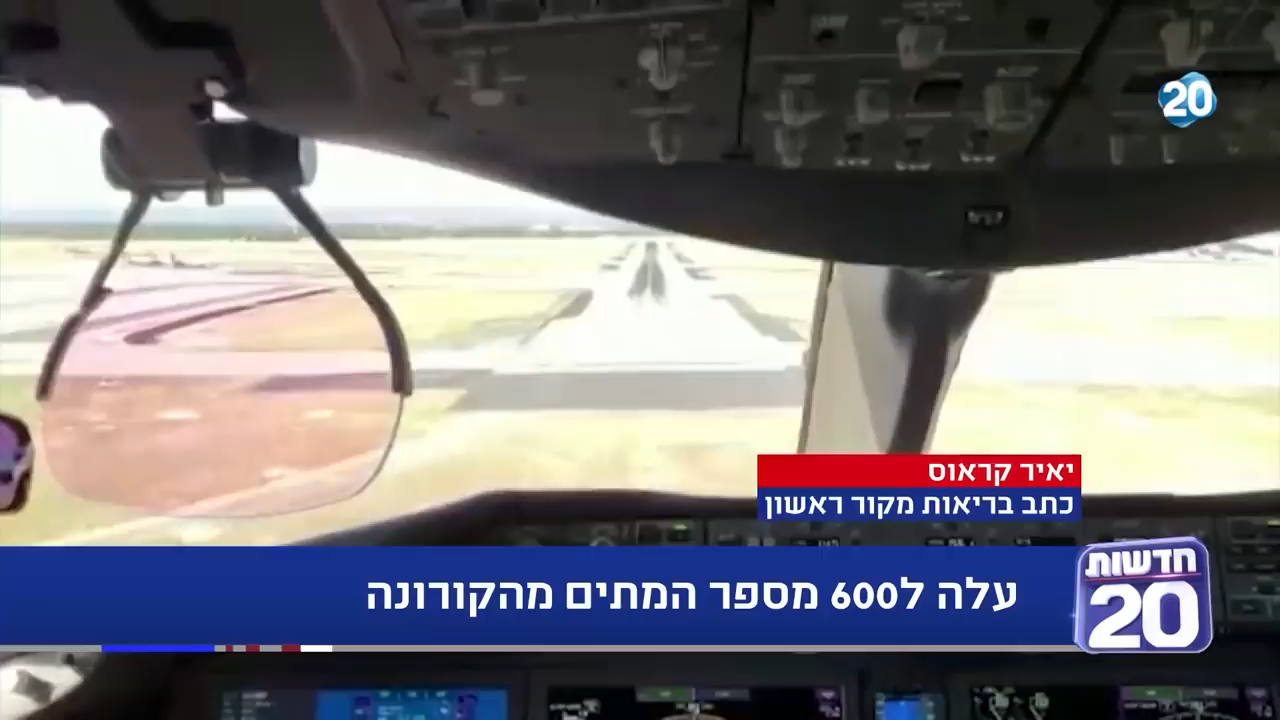 20
יאיר קראוס
כתב בריאות מקור ראשון
חדשות
20
עלה ל600 מספר המתים מהקורונה